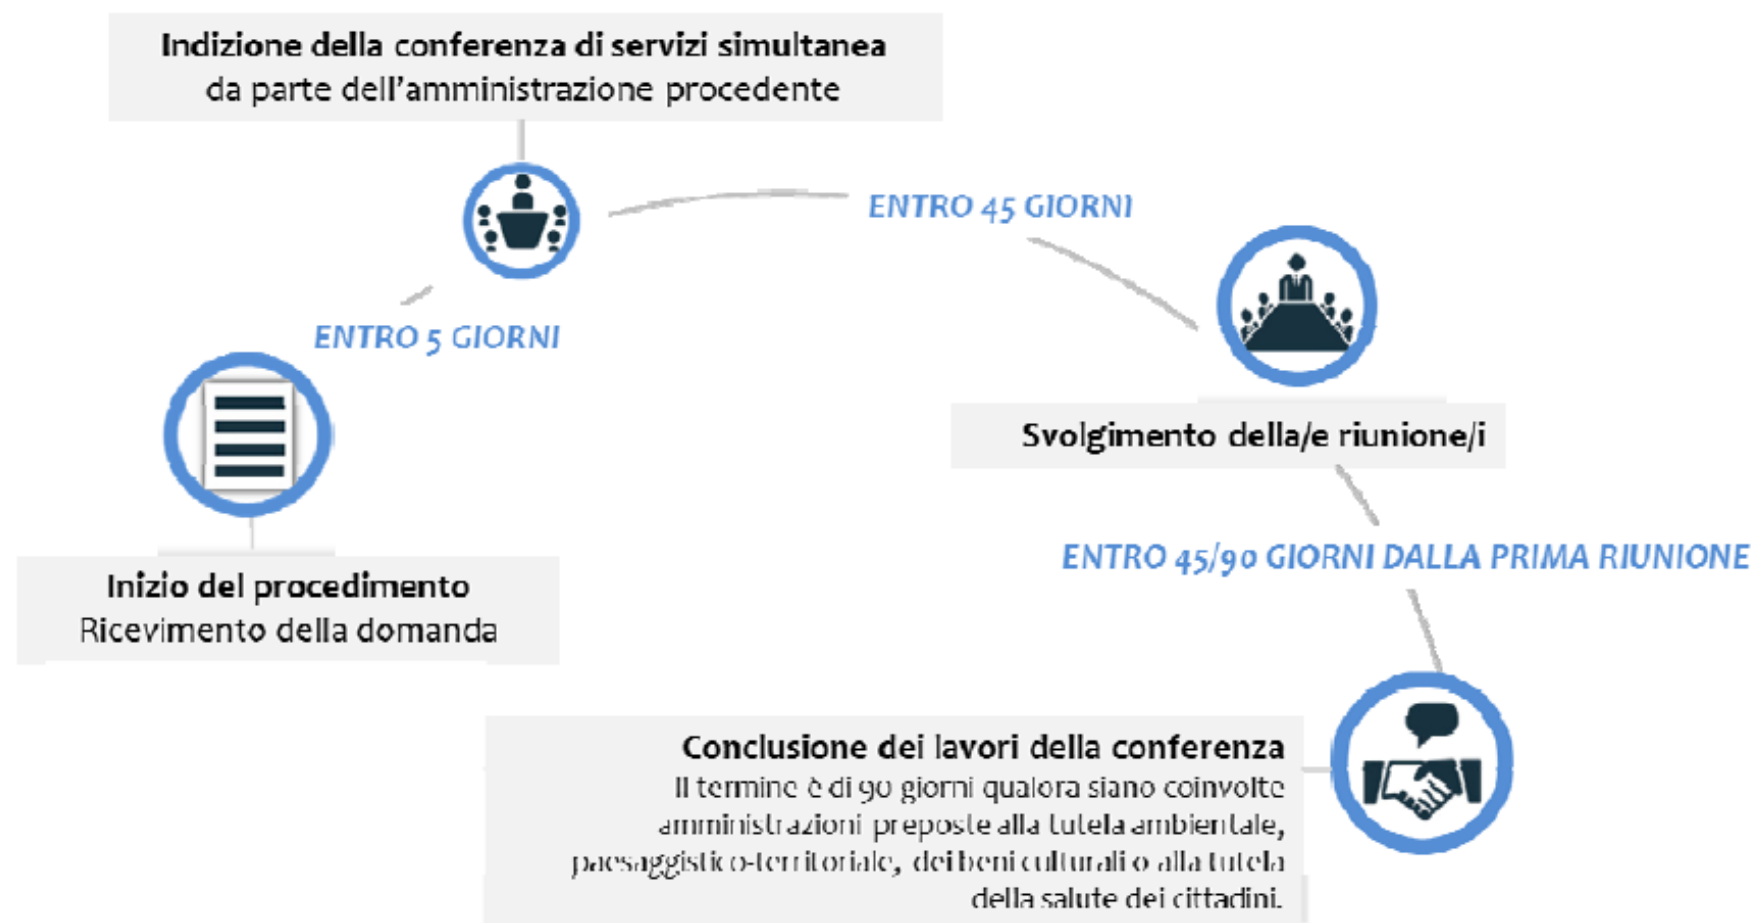 Indizione della conferenza di servizi simultanea
da parte dell'amministrazione procedente
ENTRO 45 GIORNI
ENTRO 5 GIORNI
Svolgimento della/e riunione/i
ENTRO 45/90 GIORNI DALLA PRIMA RIUNIONE
Inizio del procedimento
Ricevimento della domanda
Conclusione dei lavori della conferenza
Il termine è di 90 giorni qualora siano coinvolte
amministrazioni preposte alla tutela ambientale,
paesaggistico-territoriale, dei beni culturali o alla tutela
della salute dei cittadini.